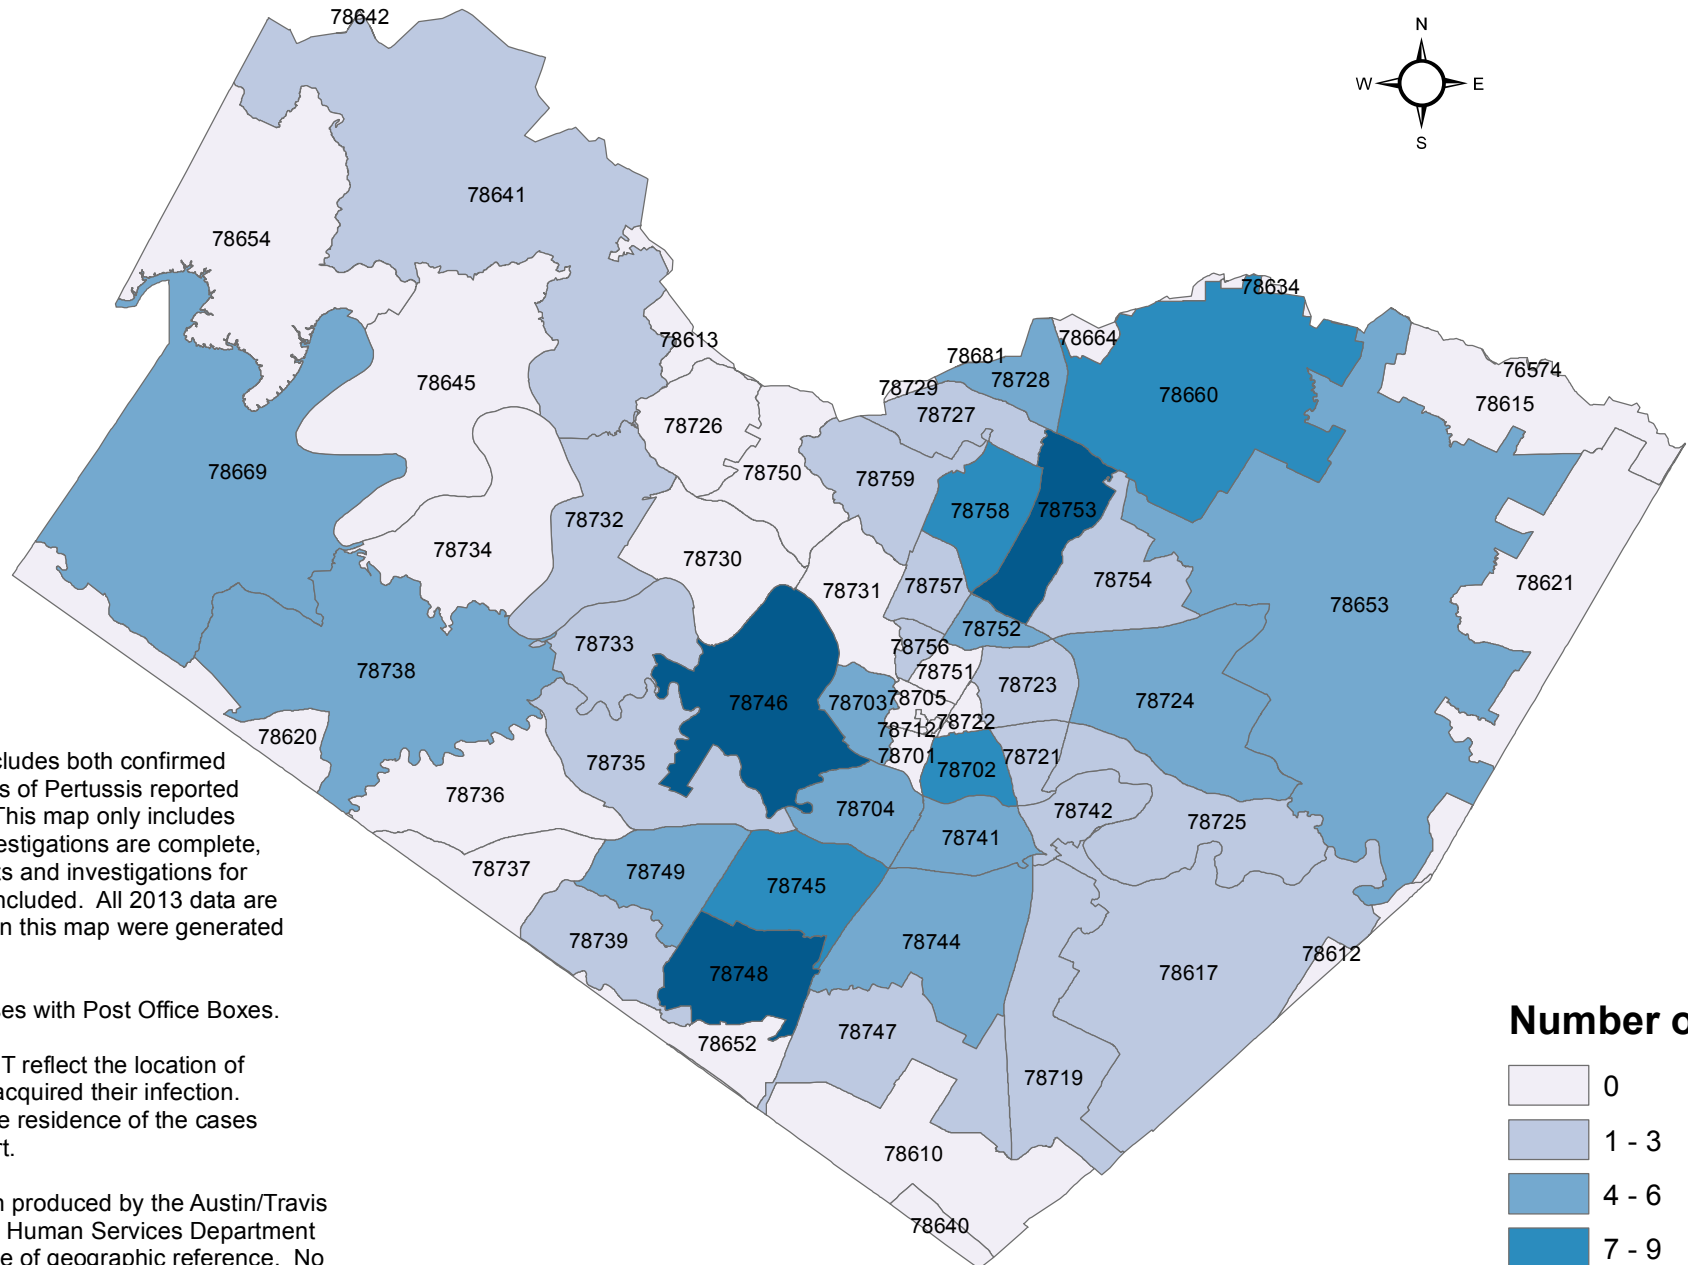 78642
N
W
E
S
78641
78654
78634
78613
78664
78681
76574
78645
78729
78728
78660
78615
78727
78726
78669
78750
78759
78758
78753
78732
78734
78730
78731
78757
78754
78621
78653
78752
78733
78756
78738
78751
78723
78746
78703
78705
78724
78712
78722
78620
78735
78701
78702
78721
78736
78704
78742
78725
78741
78737
78749
78745
78739
78744
78612
78748
78617
78747
78652
78719
78610
78640
cludes both confirmed
s of Pertussis reported
This map only includes
estigations are complete,
ts and investigations for
ncluded. All 2013 data are
n this map were generated
ses with Post Office Boxes.
T reflect the location of
acquired their infection.
e residence of the cases
rt.
n produced by the Austin/Travis
Human Services Department
e of geographic reference. No
Number o
0
1 - 3
4 - 6
7 - 9